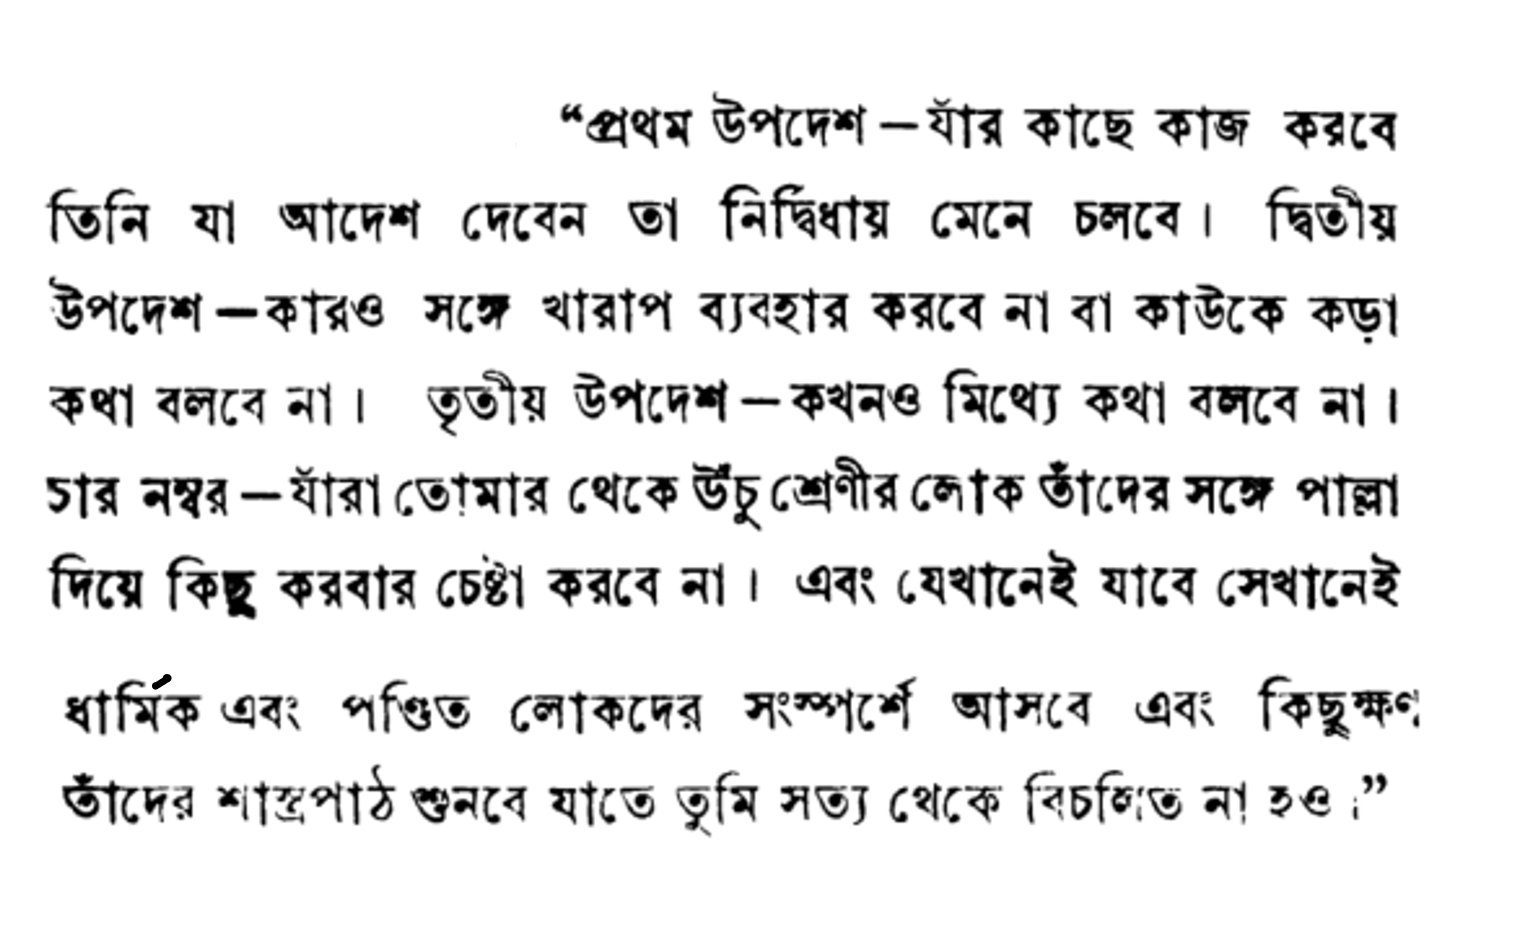 “প্রথম উপদেশ—যাঁর কাছে কাজ করবে
তিনি যা আদেশ দেবেন তা নির্দ্বিধায় মেনে চলবে। দ্বিতীয়
উপদেশ—কারও সঙ্গে খারাপ ব্যবহার করবে না বা কাউকে কড়া
কথা বলবে না। তৃতীয় উপদেশ—কখনও মিথ্যে কথা বলবে না।
চার নম্বর—যাঁরা তোমার থেকে উঁচু শ্রেণীর লোক তাঁদের সঙ্গে পাল্লা
দিয়ে কিছু করবার চেষ্টা করবে না। এবং যেখানেই যাবে সেখানেই
ধার্মিক এবং পণ্ডিত লোকদের সংস্পর্শে আসবে এবং কিছুক্ষণ
তাঁদের শাস্ত্রপাঠ শুনবে যাতে তুমি সত্য থেকে বিচলিত না হও।”